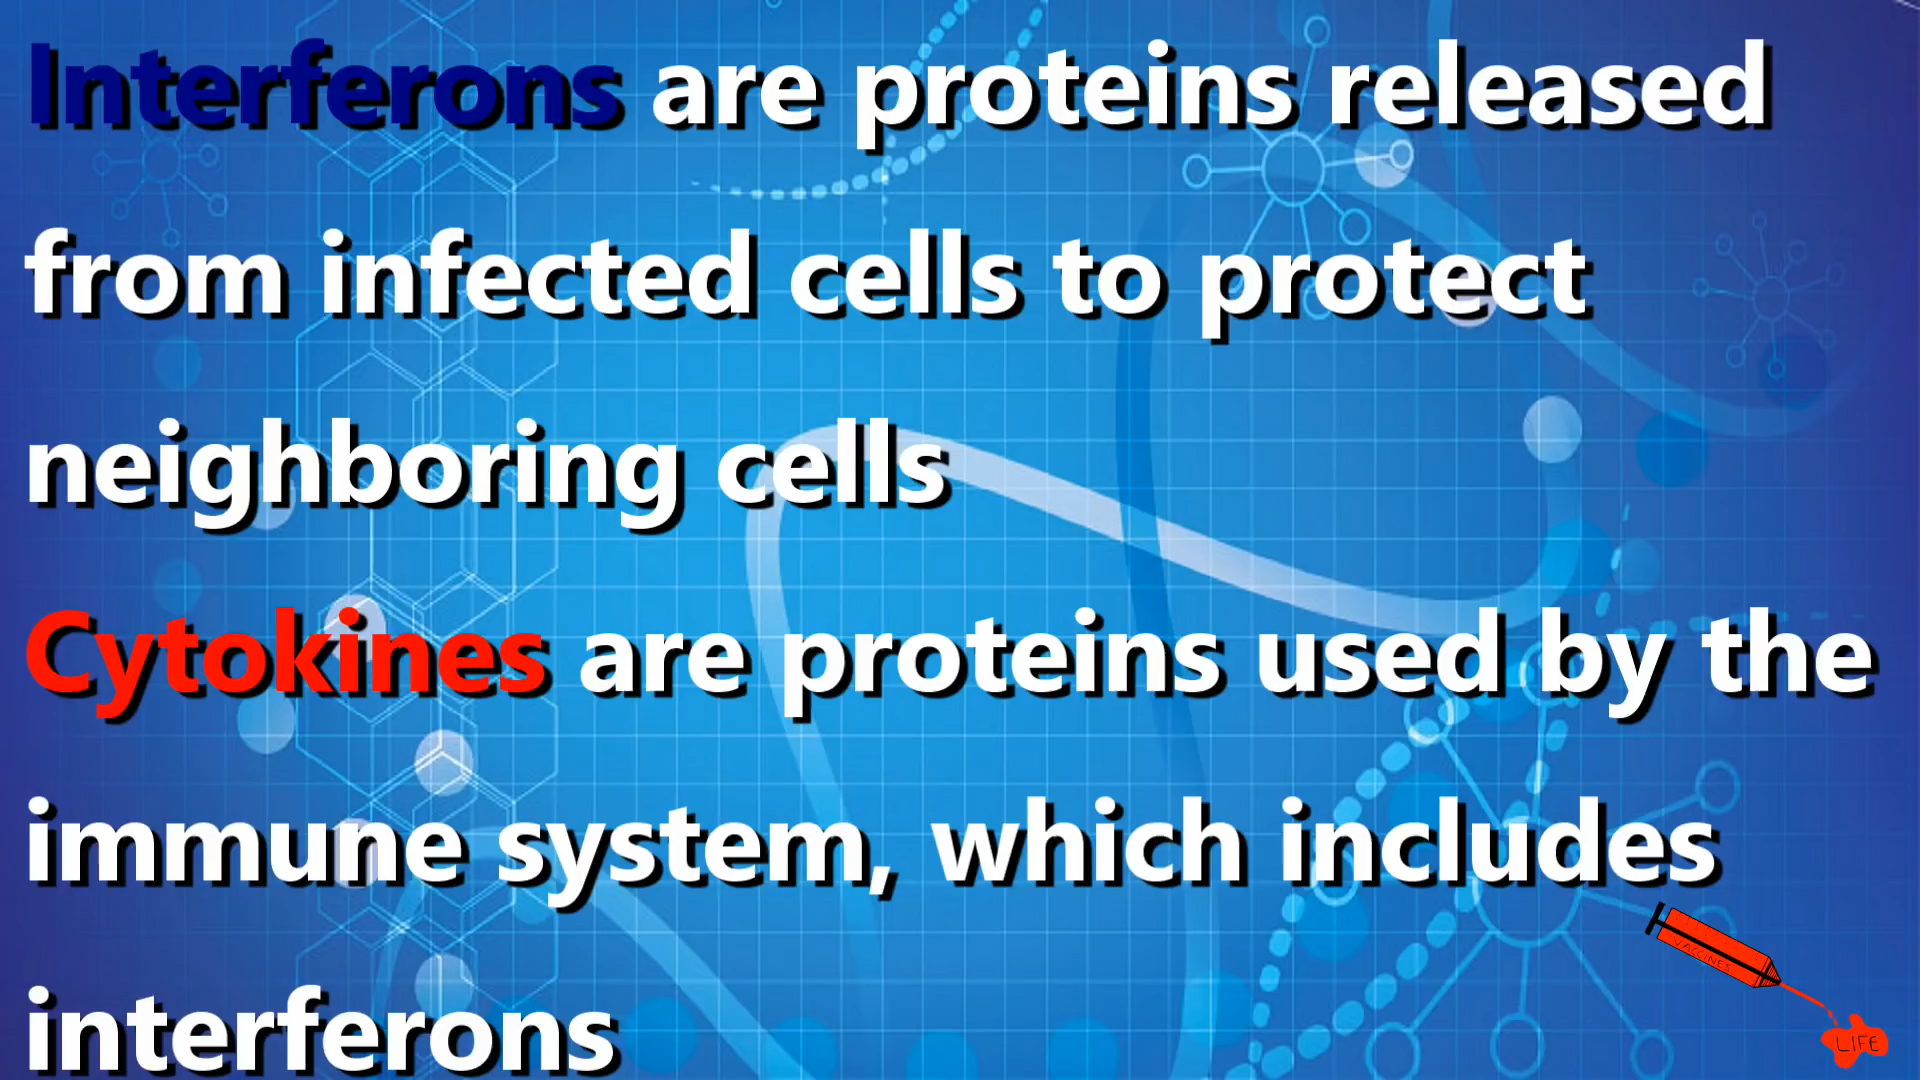 Interferons are proteins released
from infected cells to protect
neighboring cells
Cytokines are proteins used by the
immune system, which includes
interferons
VACCINES
LIFE